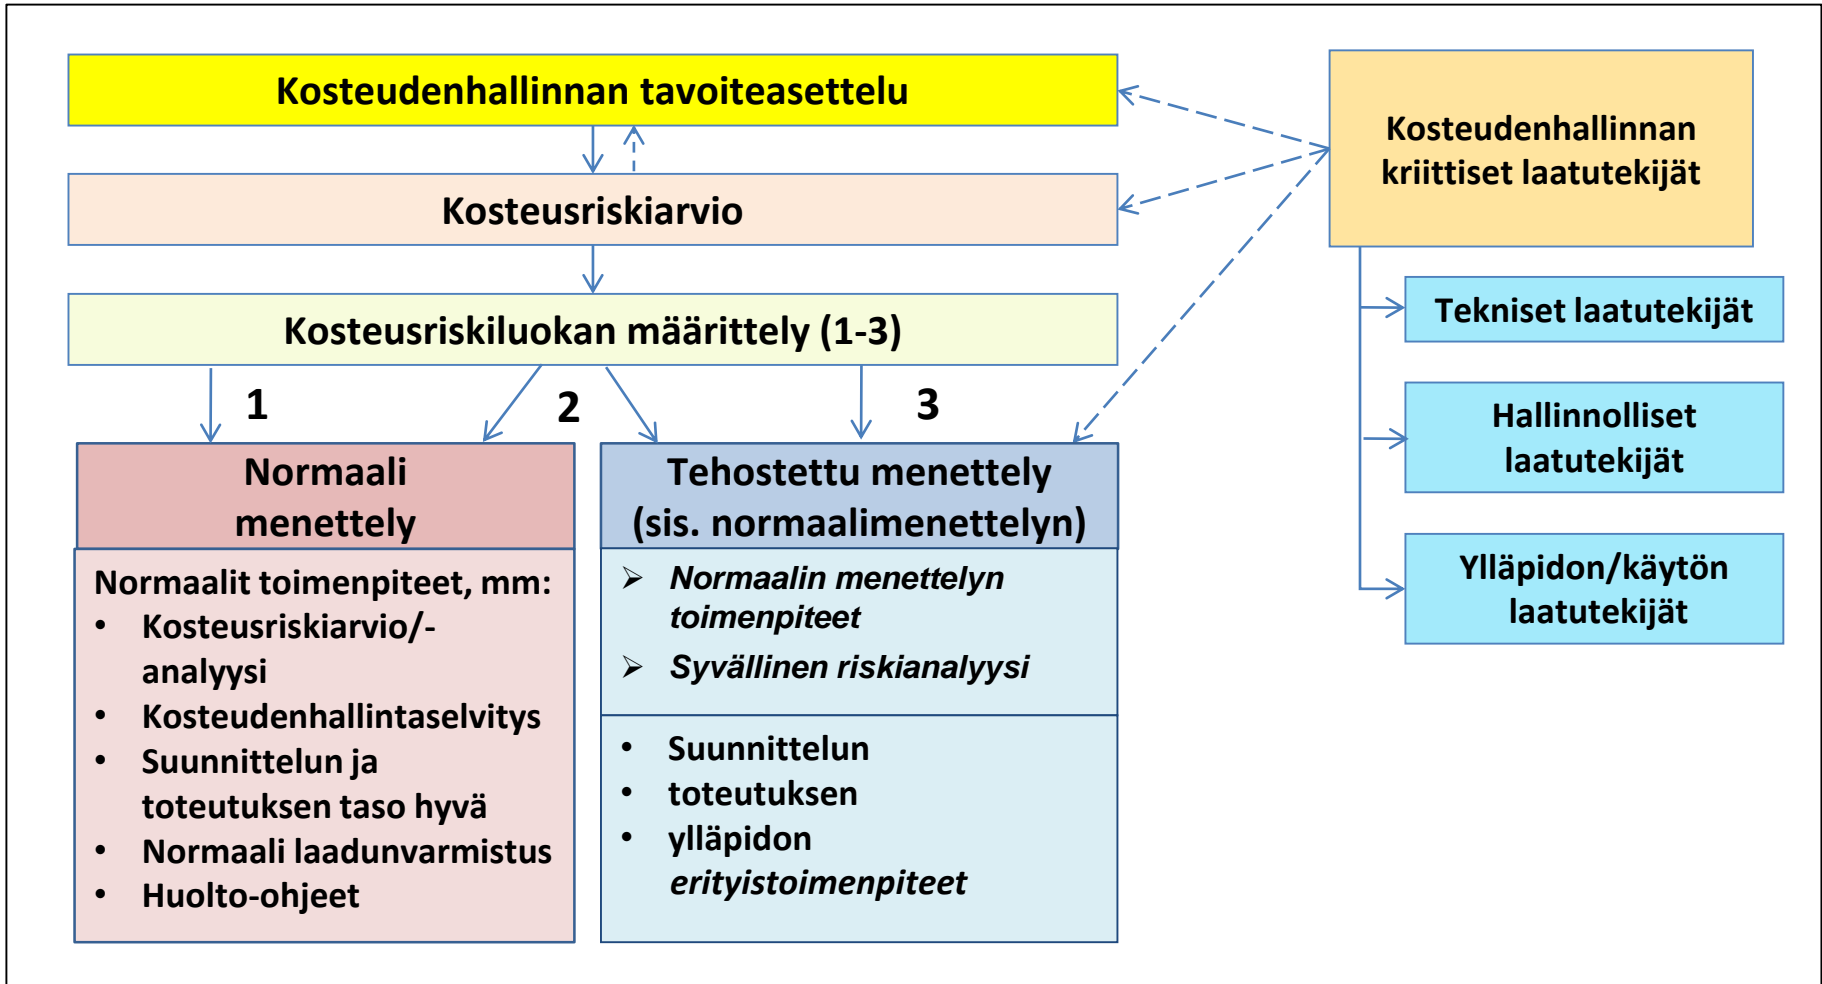 Kosteudenhallinnan tavoiteasettelu
Kosteusriskiarvio
Kosteusriskiluokan määrittely (1-3)
1
2
3
Normaali
menettely
Normaalit toimenpiteet, mm:
• Kosteusriskiarvio/-
analyysi
• Kosteudenhallintaselvitys
• Suunnittelun ja
toteutuksen taso hyvä
• Normaali laadunvarmistus
• Huolto-ohjeet
Tehostettu menettely
(sis. normaalimenettelyn)
➢ Normaalin menettelyn
toimenpiteet
➢ Syvällinen riskianalyysi
• Suunnittelun
• toteutuksen
• ylläpidon
erityistoimenpiteet
Kosteudenhallinnan
kriittiset laatutekijät
Tekniset laatutekijät
Hallinnolliset
laatutekijät
Ylläpidon/käytön
laatutekijät